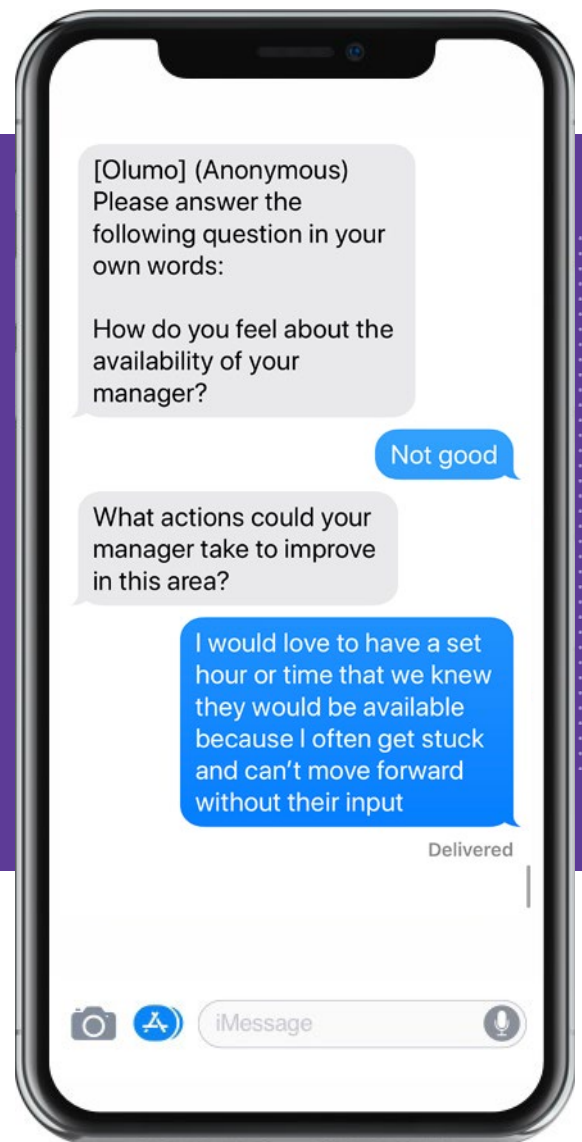 [Olumo] (Anonymous)
Please answer the
following question in your
own words:
How do you feel about the
availability of your
manager?
Not good
What actions could your
manager take to improve
in this area?
I would love to have a set
hour or time that we knew
they would be available
because I often get stuck
and can't move forward
without their input
Delivered
iMessage